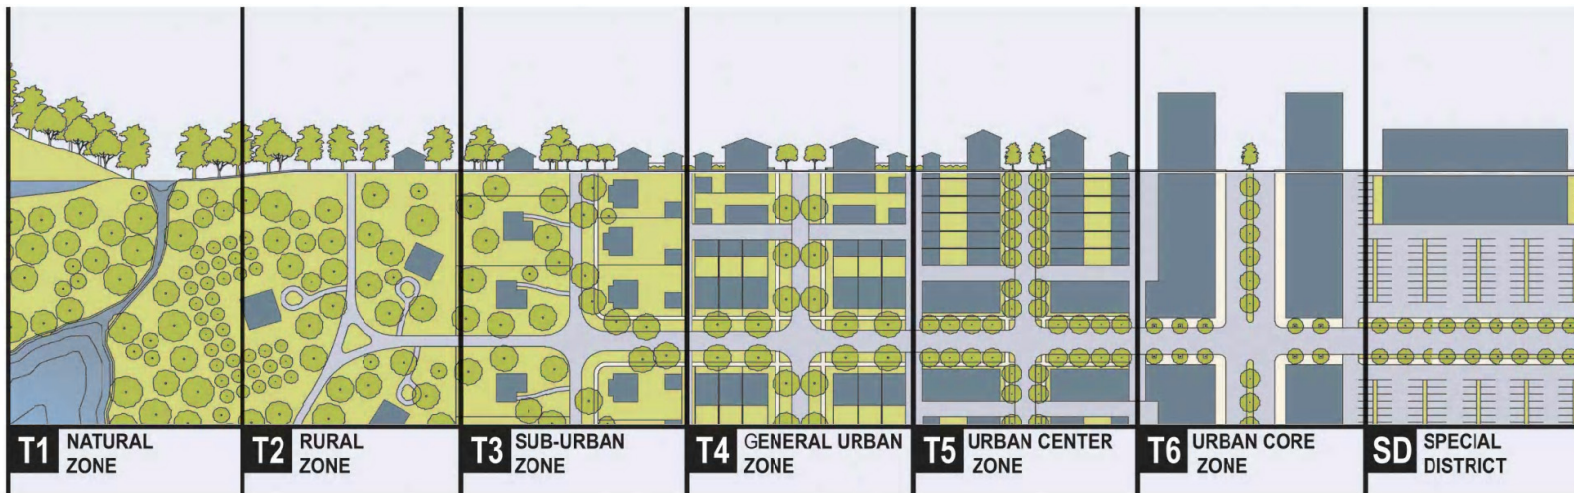 T1 NATURAL
ZONE
T2 RURAL
ZONE
T3 SUB-URBAN
ZONE
T4 GENERAL URBAN
ZONE
T5 URBAN CENTER
ZONE
T6 URBAN CORE
ZONE
SD SPECIAL
DISTRICT